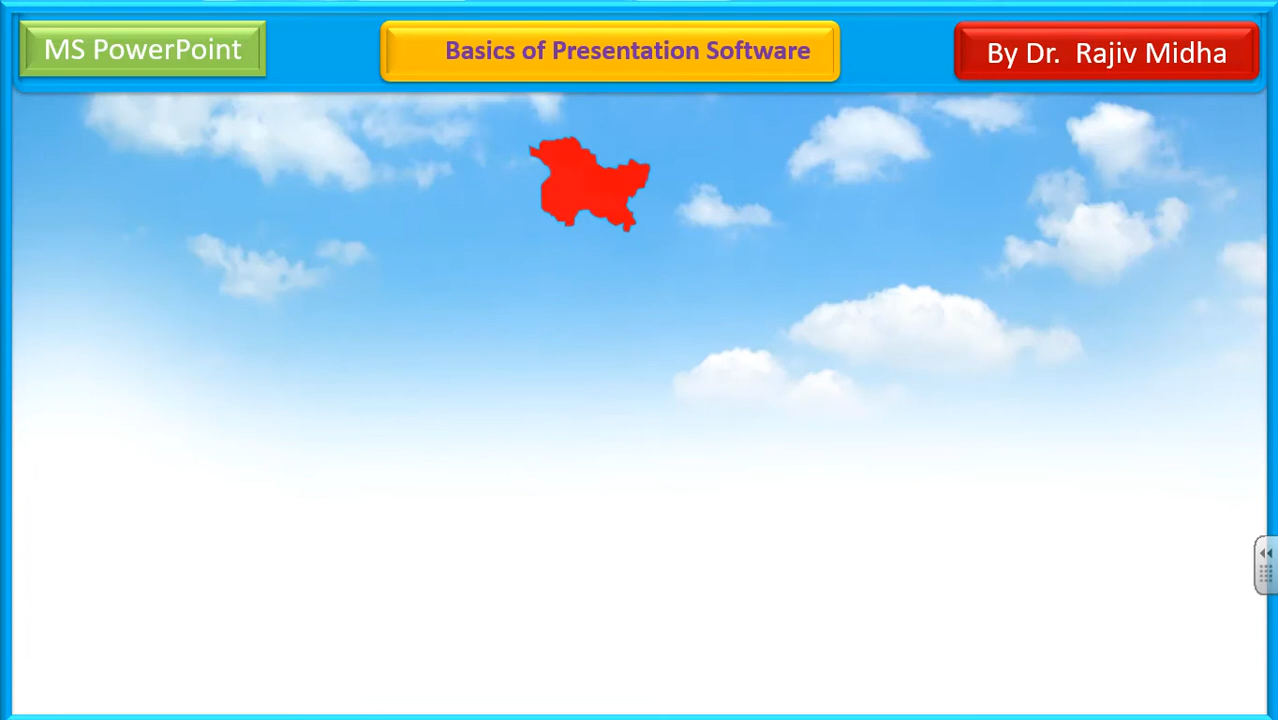 MS PowerPoint
Basics of Presentation Software
By Dr. Rajiv Midha